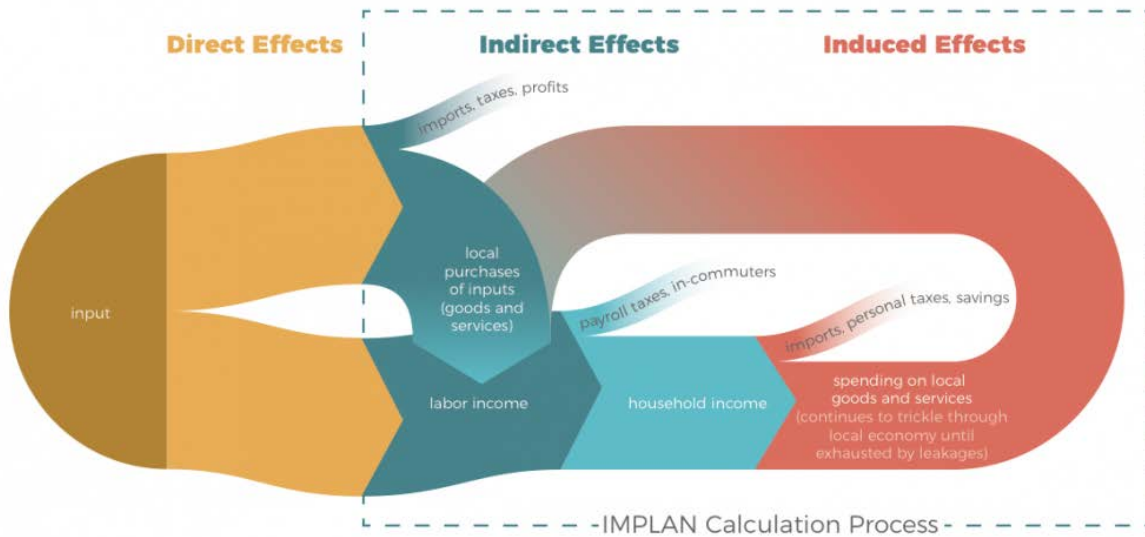 Direct Effects
Indirect Effects
Induced Effects
imports, taxes, profits
local
purchases
of inputs
(goods and
services)
payroll taxes, in-commuters
imports, personal taxes, savings
input
labor income
household income
spending on local
goods and services
(continues to trickle through
local economy until
exhausted by leakages)
IMPLAN Calculation Process